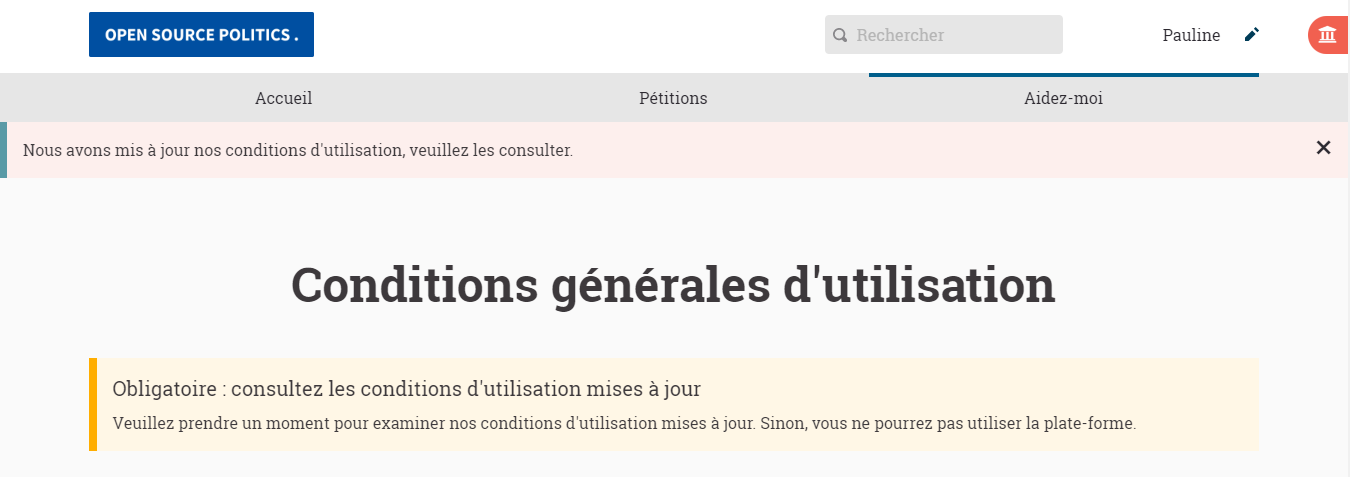 OPEN SOURCE POLITICS .
Rechercher
Pauline
Accueil
Pétitions
Aidez-moi
Nous avons mis à jour nos conditions d'utilisation, veuillez les consulter.
Conditions générales d'utilisation
Obligatoire : consultez les conditions d'utilisation mises à jour
Veuillez prendre un moment pour examiner nos conditions d'utilisation mises à jour. Sinon, vous ne pourrez pas utiliser la plate-forme.